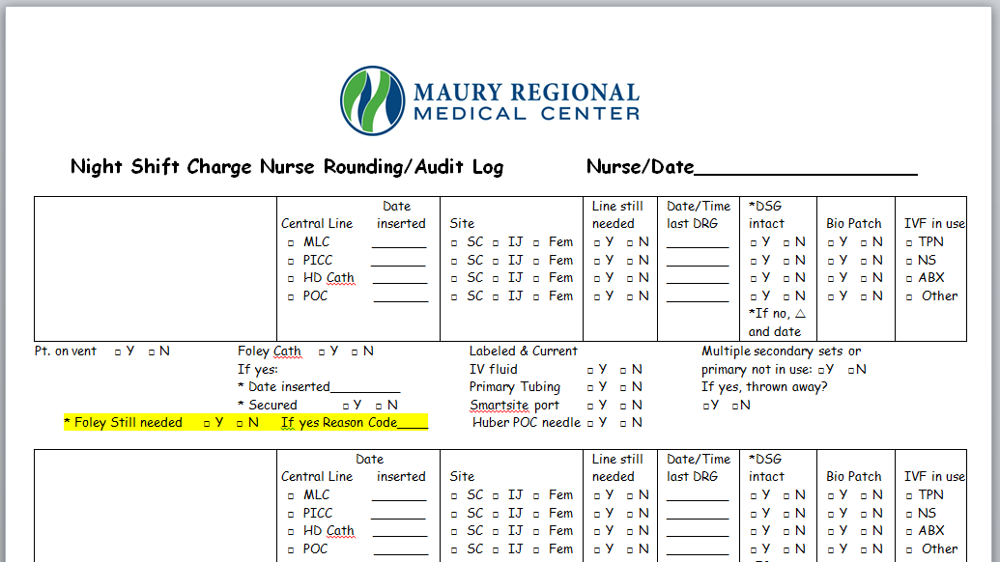 MAURY REGIONAL
MEDICAL CENTER
Night Shift Charge Nurse Rounding/Audit Log Nurse/Date_____________________
Date Line still Date/Time *DSG
Central Line inserted Site needed last DRG intact Bio Patch IVF in use
□ MLC _______ □ SC □ IJ □ Fem □ Y □ N ________ □ Y □ N □ Y □ N □ TPN
□ PICC _______ □ SC □ IJ □ Fem □ Y □ N ________ □ Y □ N □ Y □ N □ NS
□ HD Cath _______ □ SC □ IJ □ Fem □ Y □ N ________ □ Y □ N □ Y □ N □ ABX
□ POC _______ □ SC □ IJ □ Fem □ Y □ N ________ □ Y □ N □ Y □ N □ Other
*If no, △
and date
Pt. on vent □ Y □ N Foley Cath □ Y □ N Labeled & Current Multiple secondary sets or
If yes: IV fluid □ Y □ N primary not in use: □Y □N
* Date inserted_________ Primary Tubing □ Y □ N If yes, thrown away?
* Secured □ Y □ N Smartsite port □ Y □ N □Y □N
* Foley Still needed □ Y □ N If yes Reason Code____ Huber POC needle □ Y □ N
Date Line still Date/Time *DSG
Central Line inserted Site needed last DRG intact Bio Patch IVF in use
□ MLC _______ □ SC □ IJ □ Fem □ Y □ N ________ □ Y □ N □ Y □ N □ TPN
□ PICC _______ □ SC □ IJ □ Fem □ Y □ N ________ □ Y □ N □ Y □ N □ NS
□ HD Cath _______ □ SC □ IJ □ Fem □ Y □ N ________ □ Y □ N □ Y □ N □ ABX
□ POC _______ □ SC □ IJ □ Fem □ Y □ N ________ □ Y □ N □ Y □ N □ Other